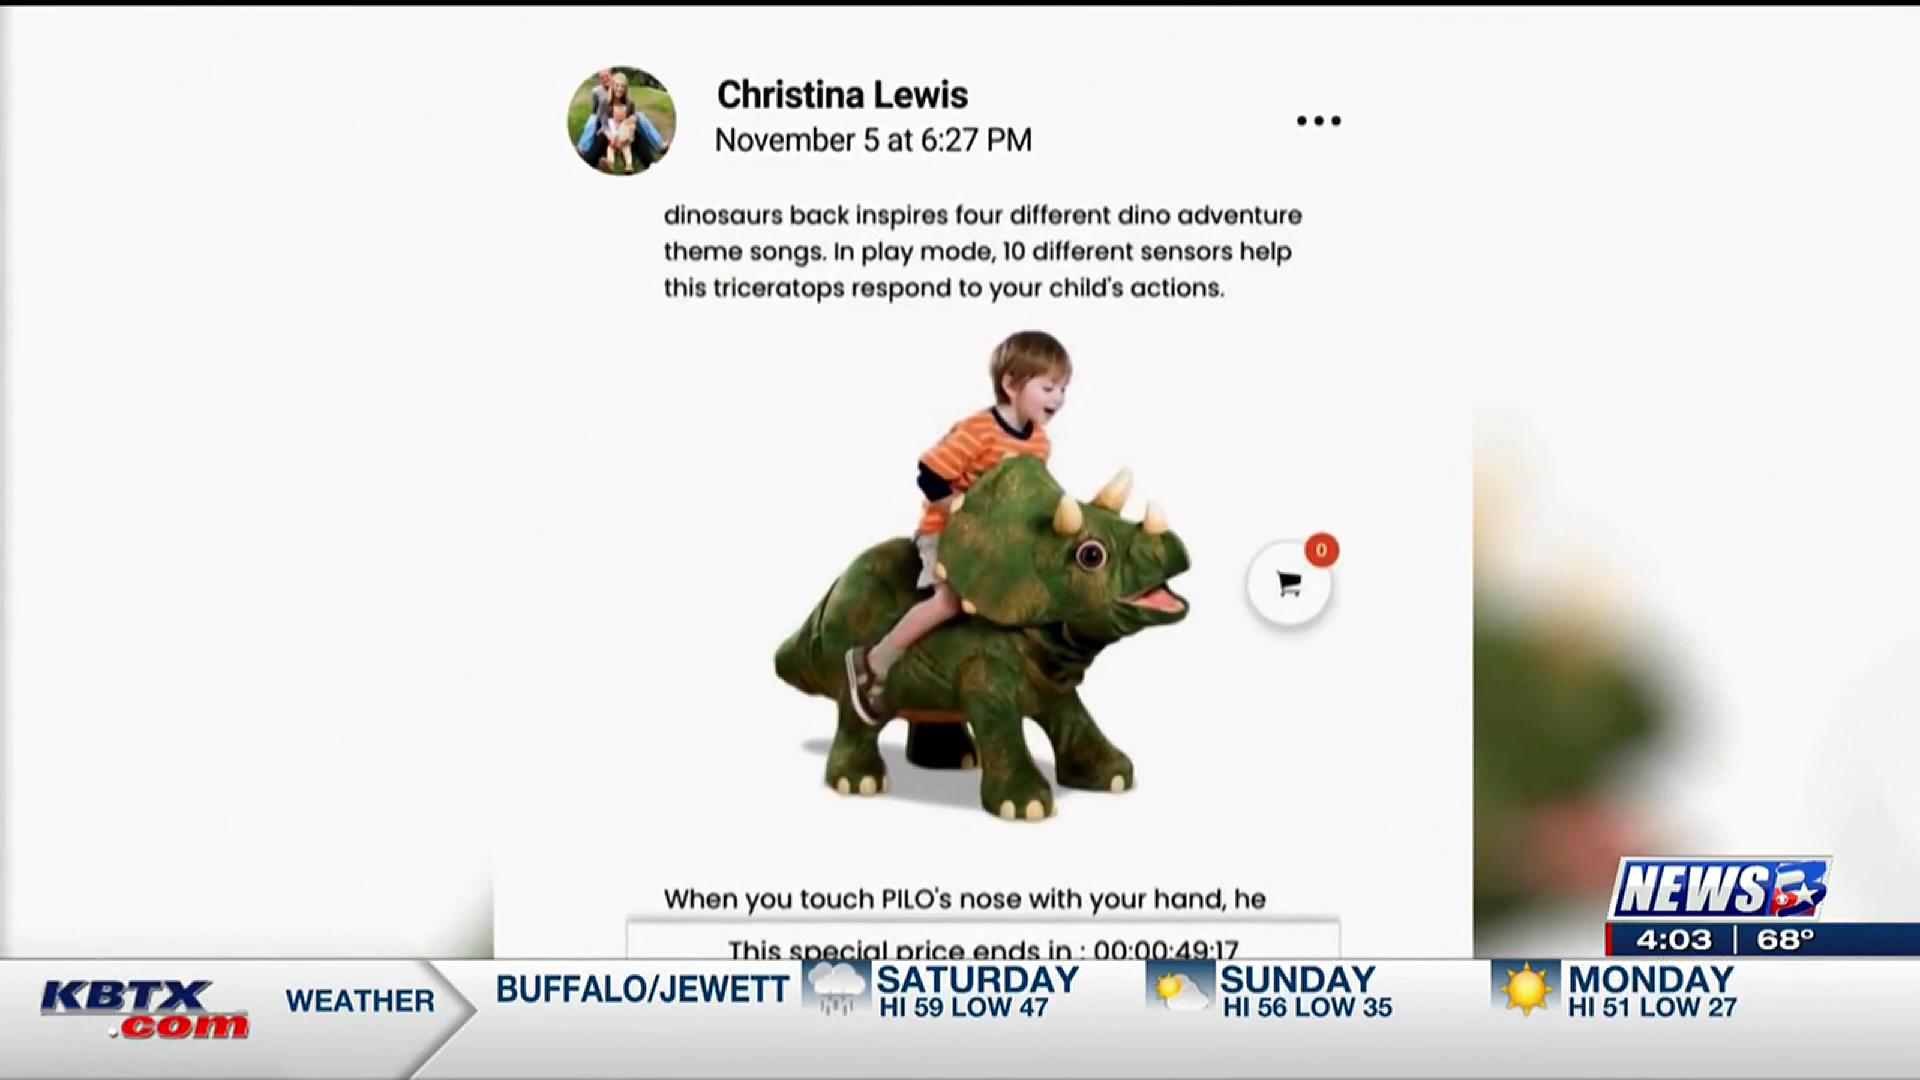 Christina Lewis
November 5 at 6:27 PM
dinosaurs back inspires four different dino adventure
theme songs. In play mode, 10 different sensors help
this triceratops respond to your child's actions.
0
When you touch PILO's nose with your hand, he
This special price ends in : 00:00:49:17
NEWS 3
4:03 | 68°
KBTX
.com
WEATHER
BUFFALO/JEWETT
SATURDAY
HI 59 LOW 47
SUNDAY
HI 56 LOW 35
MONDAY
HI 51 LOW 27